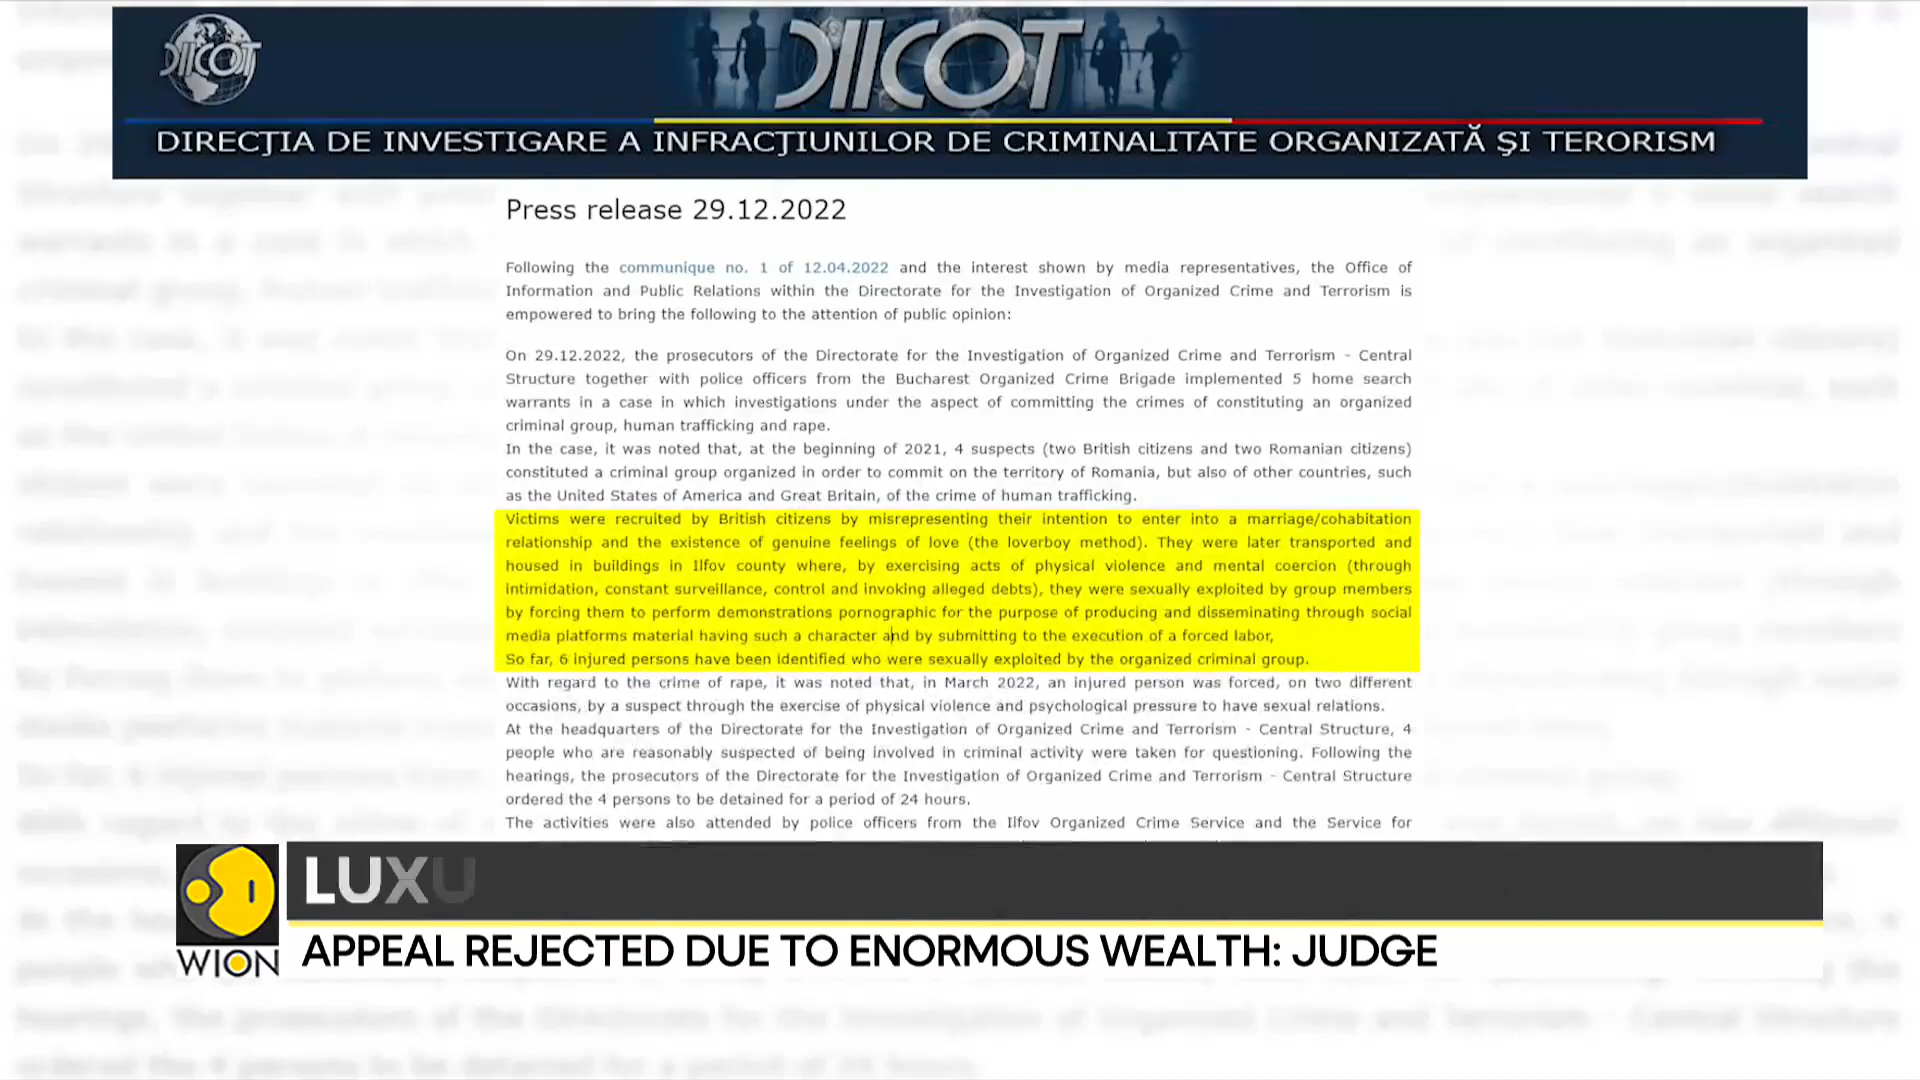 DIICOT
DIICOT
DIRECŢIA DE INVESTIGARE A INFRACŢIUNILOR DE CRIMINALITATE ORGANIZATĂ ŞI TERORISM
Press release 29.12.2022
Following the communique no. 1 of 12.04.2022 and the interest shown by media representatives, the Office of
Information and Public Relations within the Directorate for the Investigation of Organized Crime and Terrorism is
empowered to bring the following to the attention of public opinion:
On 29.12.2022, the prosecutors of the Directorate for the Investigation of Organized Crime and Terrorism - Central
Structure together with police officers from the Bucharest Organized Crime Brigade implemented 5 home search
warrants in a case in which investigations under the aspect of committing the crimes of constituting an organized
criminal group, human trafficking and rape.
In the case, it was noted that, at the beginning of 2021, 4 suspects (two British citizens and two Romanian citizens)
constituted a criminal group organized in order to commit on the territory of Romania, but also of other countries, such
as the United States of America and Great Britain, of the crime of human trafficking.
Victims were recruited by British citizens by misrepresenting their intention to enter into a marriage/cohabitation
relationship and the existence of genuine feelings of love (the loverboy method). They were later transported and
housed in buildings in Ilfov county where, by exercising acts of physical violence and mental coercion (through
intimidation, constant surveillance, control and invoking alleged debts), they were sexually exploited by group members
by forcing them to perform demonstrations pornographic for the purpose of producing and disseminating through social
media platforms material having such a character and by submitting to the execution of a forced labor,
So far, 6 injured persons have been identified who were sexually exploited by the organized criminal group.
With regard to the crime of rape, it was noted that, in March 2022, an injured person was forced, on two different
occasions, by a suspect through the exercise of physical violence and psychological pressure to have sexual relations.
At the headquarters of the Directorate for the Investigation of Organized Crime and Terrorism - Central Structure, 4
people who are reasonably suspected of being involved in criminal activity were taken for questioning. Following the
hearings, the prosecutors of the Directorate for the Investigation of Organized Crime and Terrorism - Central Structure
ordered the 4 persons to be detained for a period of 24 hours.
The activities were also attended by police officers from the Ilfov Organized Crime Service and the Service for
LUXU
WION
APPEAL REJECTED DUE TO ENORMOUS WEALTH: JUDGE